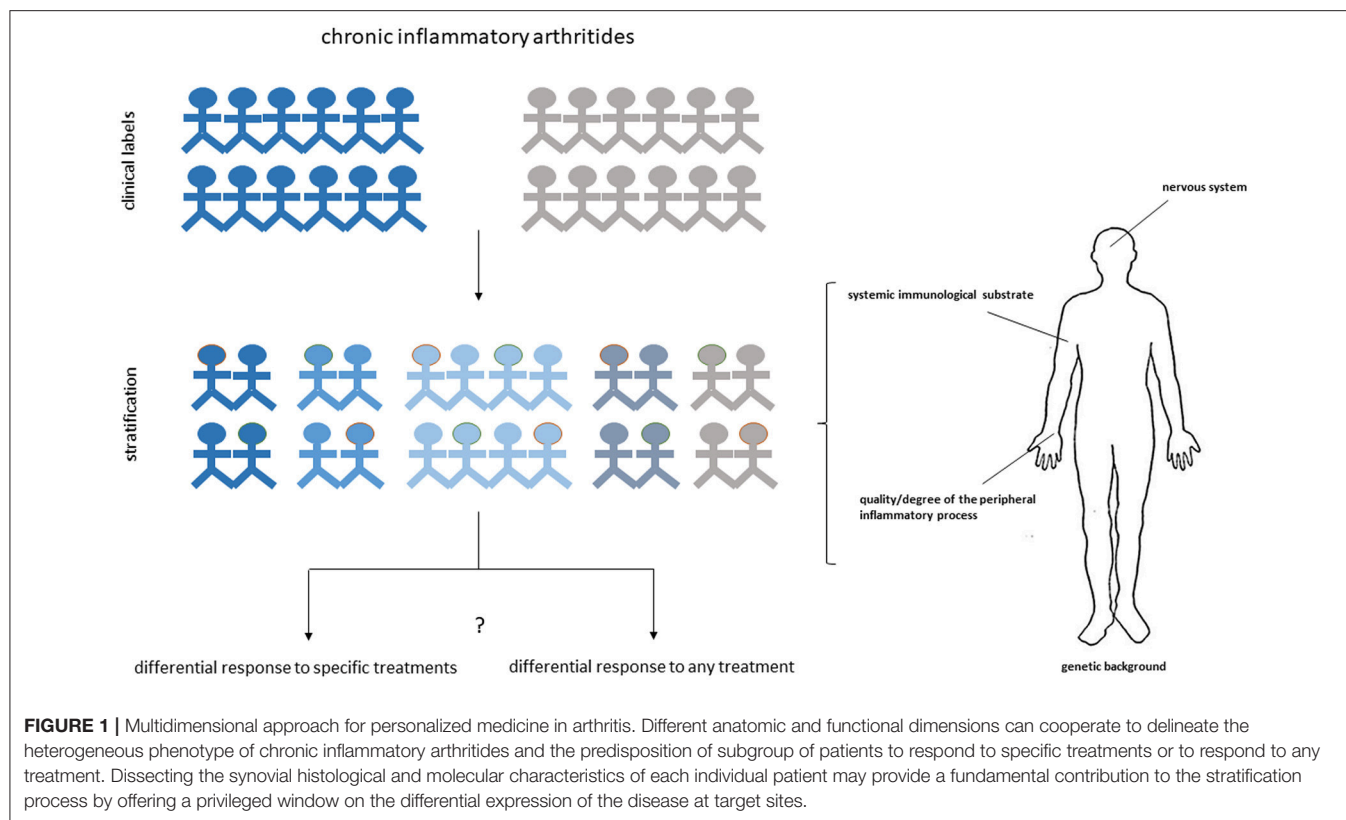 chronic inflammatory arthritides
clinical labels
nervous system
systemic immunological substrate
stratification
quality/degree of the peripheral
inflammatory process
?
differential response to specific treatments
differential response to any treatment
genetic background
FIGURE 1 | Multidimensional approach for personalized medicine in arthritis. Different anatomic and functional dimensions can cooperate to delineate the
heterogeneous phenotype of chronic inflammatory arthritides and the predisposition of subgroup of patients to respond to specific treatments or to respond to any
treatment. Dissecting the synovial histological and molecular characteristics of each individual patient may provide a fundamental contribution to the stratification
process by offering a privileged window on the differential expression of the disease at target sites.